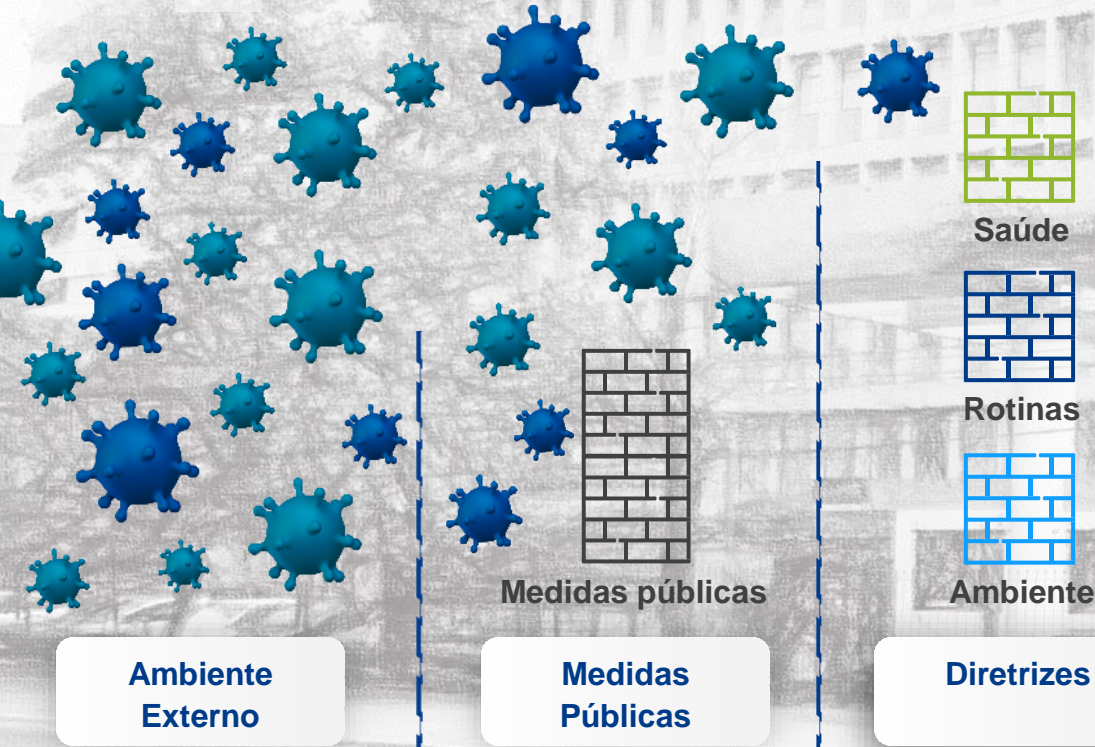 Saúde
Rotinas
Medidas públicas
Ambiente
Ambiente
Externo
Medidas
Públicas
Diretrizes